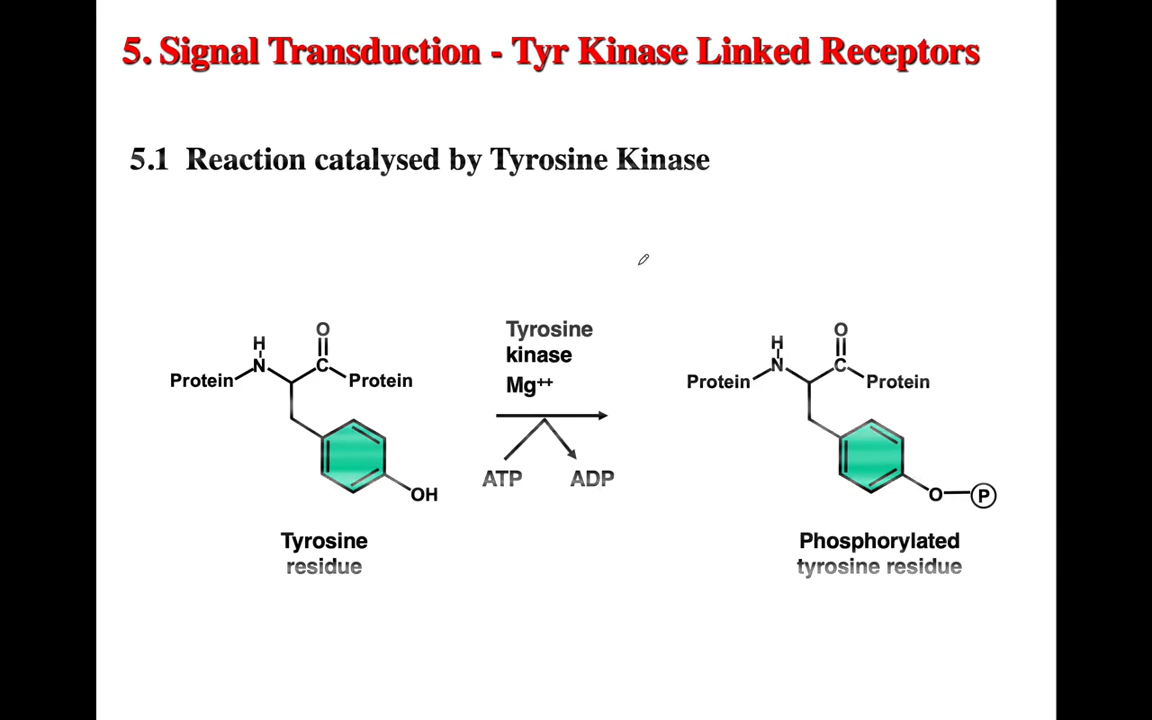 5. Signal Transduction - Tyr Kinase Linked Receptors
5.1 Reaction catalysed by Tyrosine Kinase
H
N
O
C
Protein
Protein
OH
Tyrosine
residue
Tyrosine
kinase
Mg++
ATP
ADP
H
N
O
C
Protein
Protein
O
P
Phosphorylated
tyrosine residue